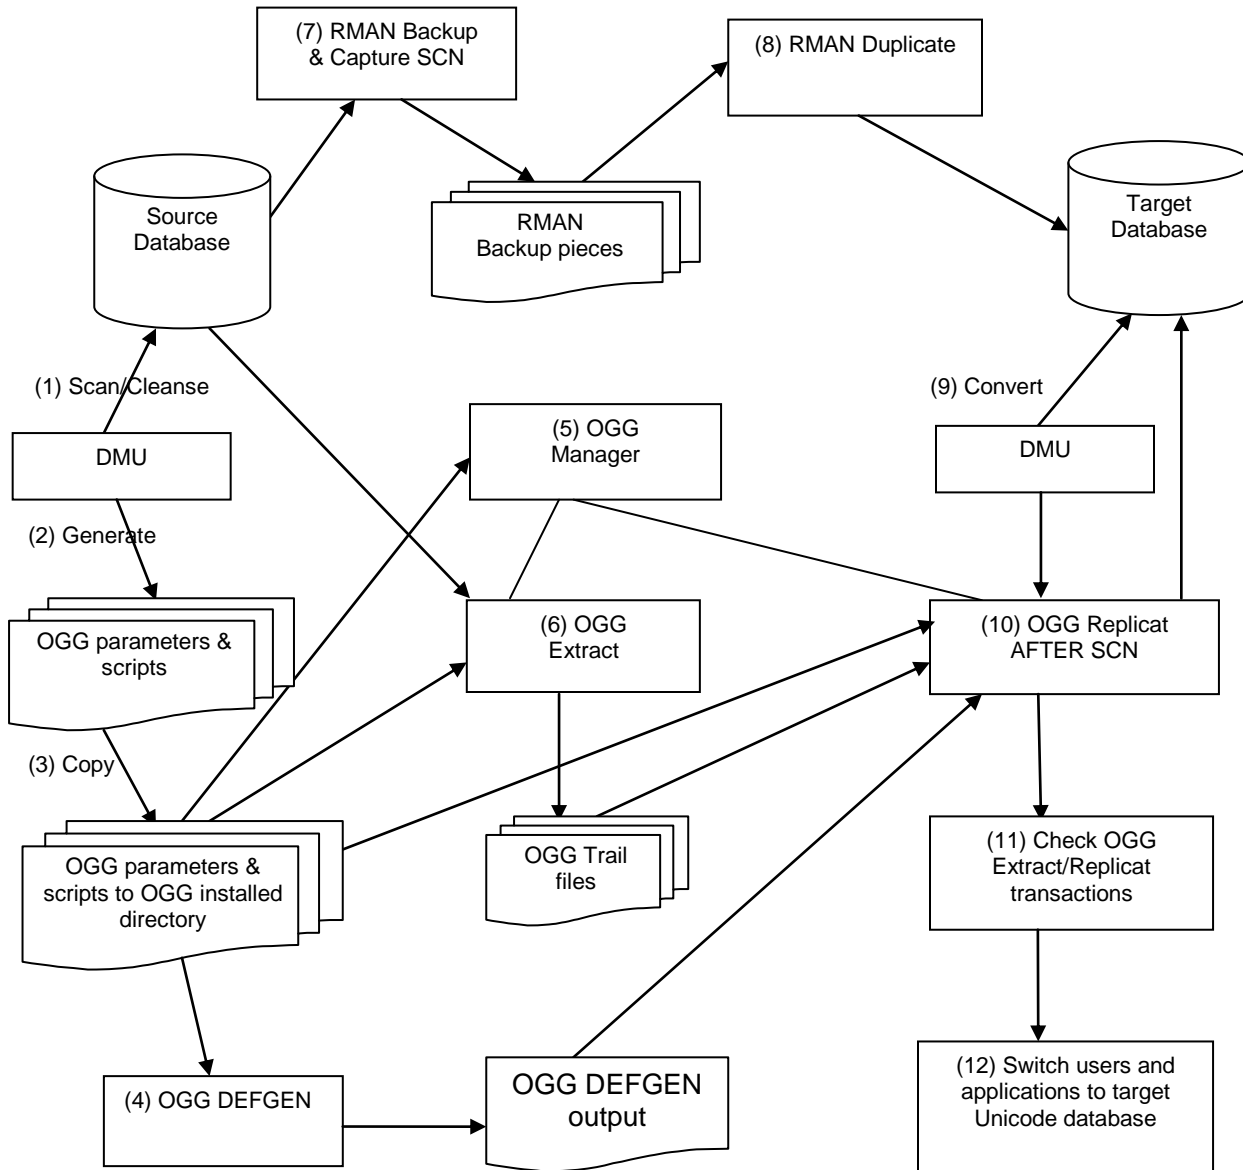 (7) RMAN Backup
& Capture SCN
(8) RMAN Duplicate
Source
Database
RMAN
Backup pieces
Target
Database
(1) Scan/Cleanse
(9) Convert
DMU
(5) OGG
Manager
DMU
(2) Generate
OGG parameters &
scripts
(6) OGG
Extract
(10) OGG Replicat
AFTER SCN
(3) Copy
OGG parameters &
scripts to OGG installed
directory
OGG Trail
files
(11) Check OGG
Extract/Replicat
transactions
(4) OGG DEFGEN
OGG DEFGEN
output
(12) Switch users and
applications to target
Unicode database